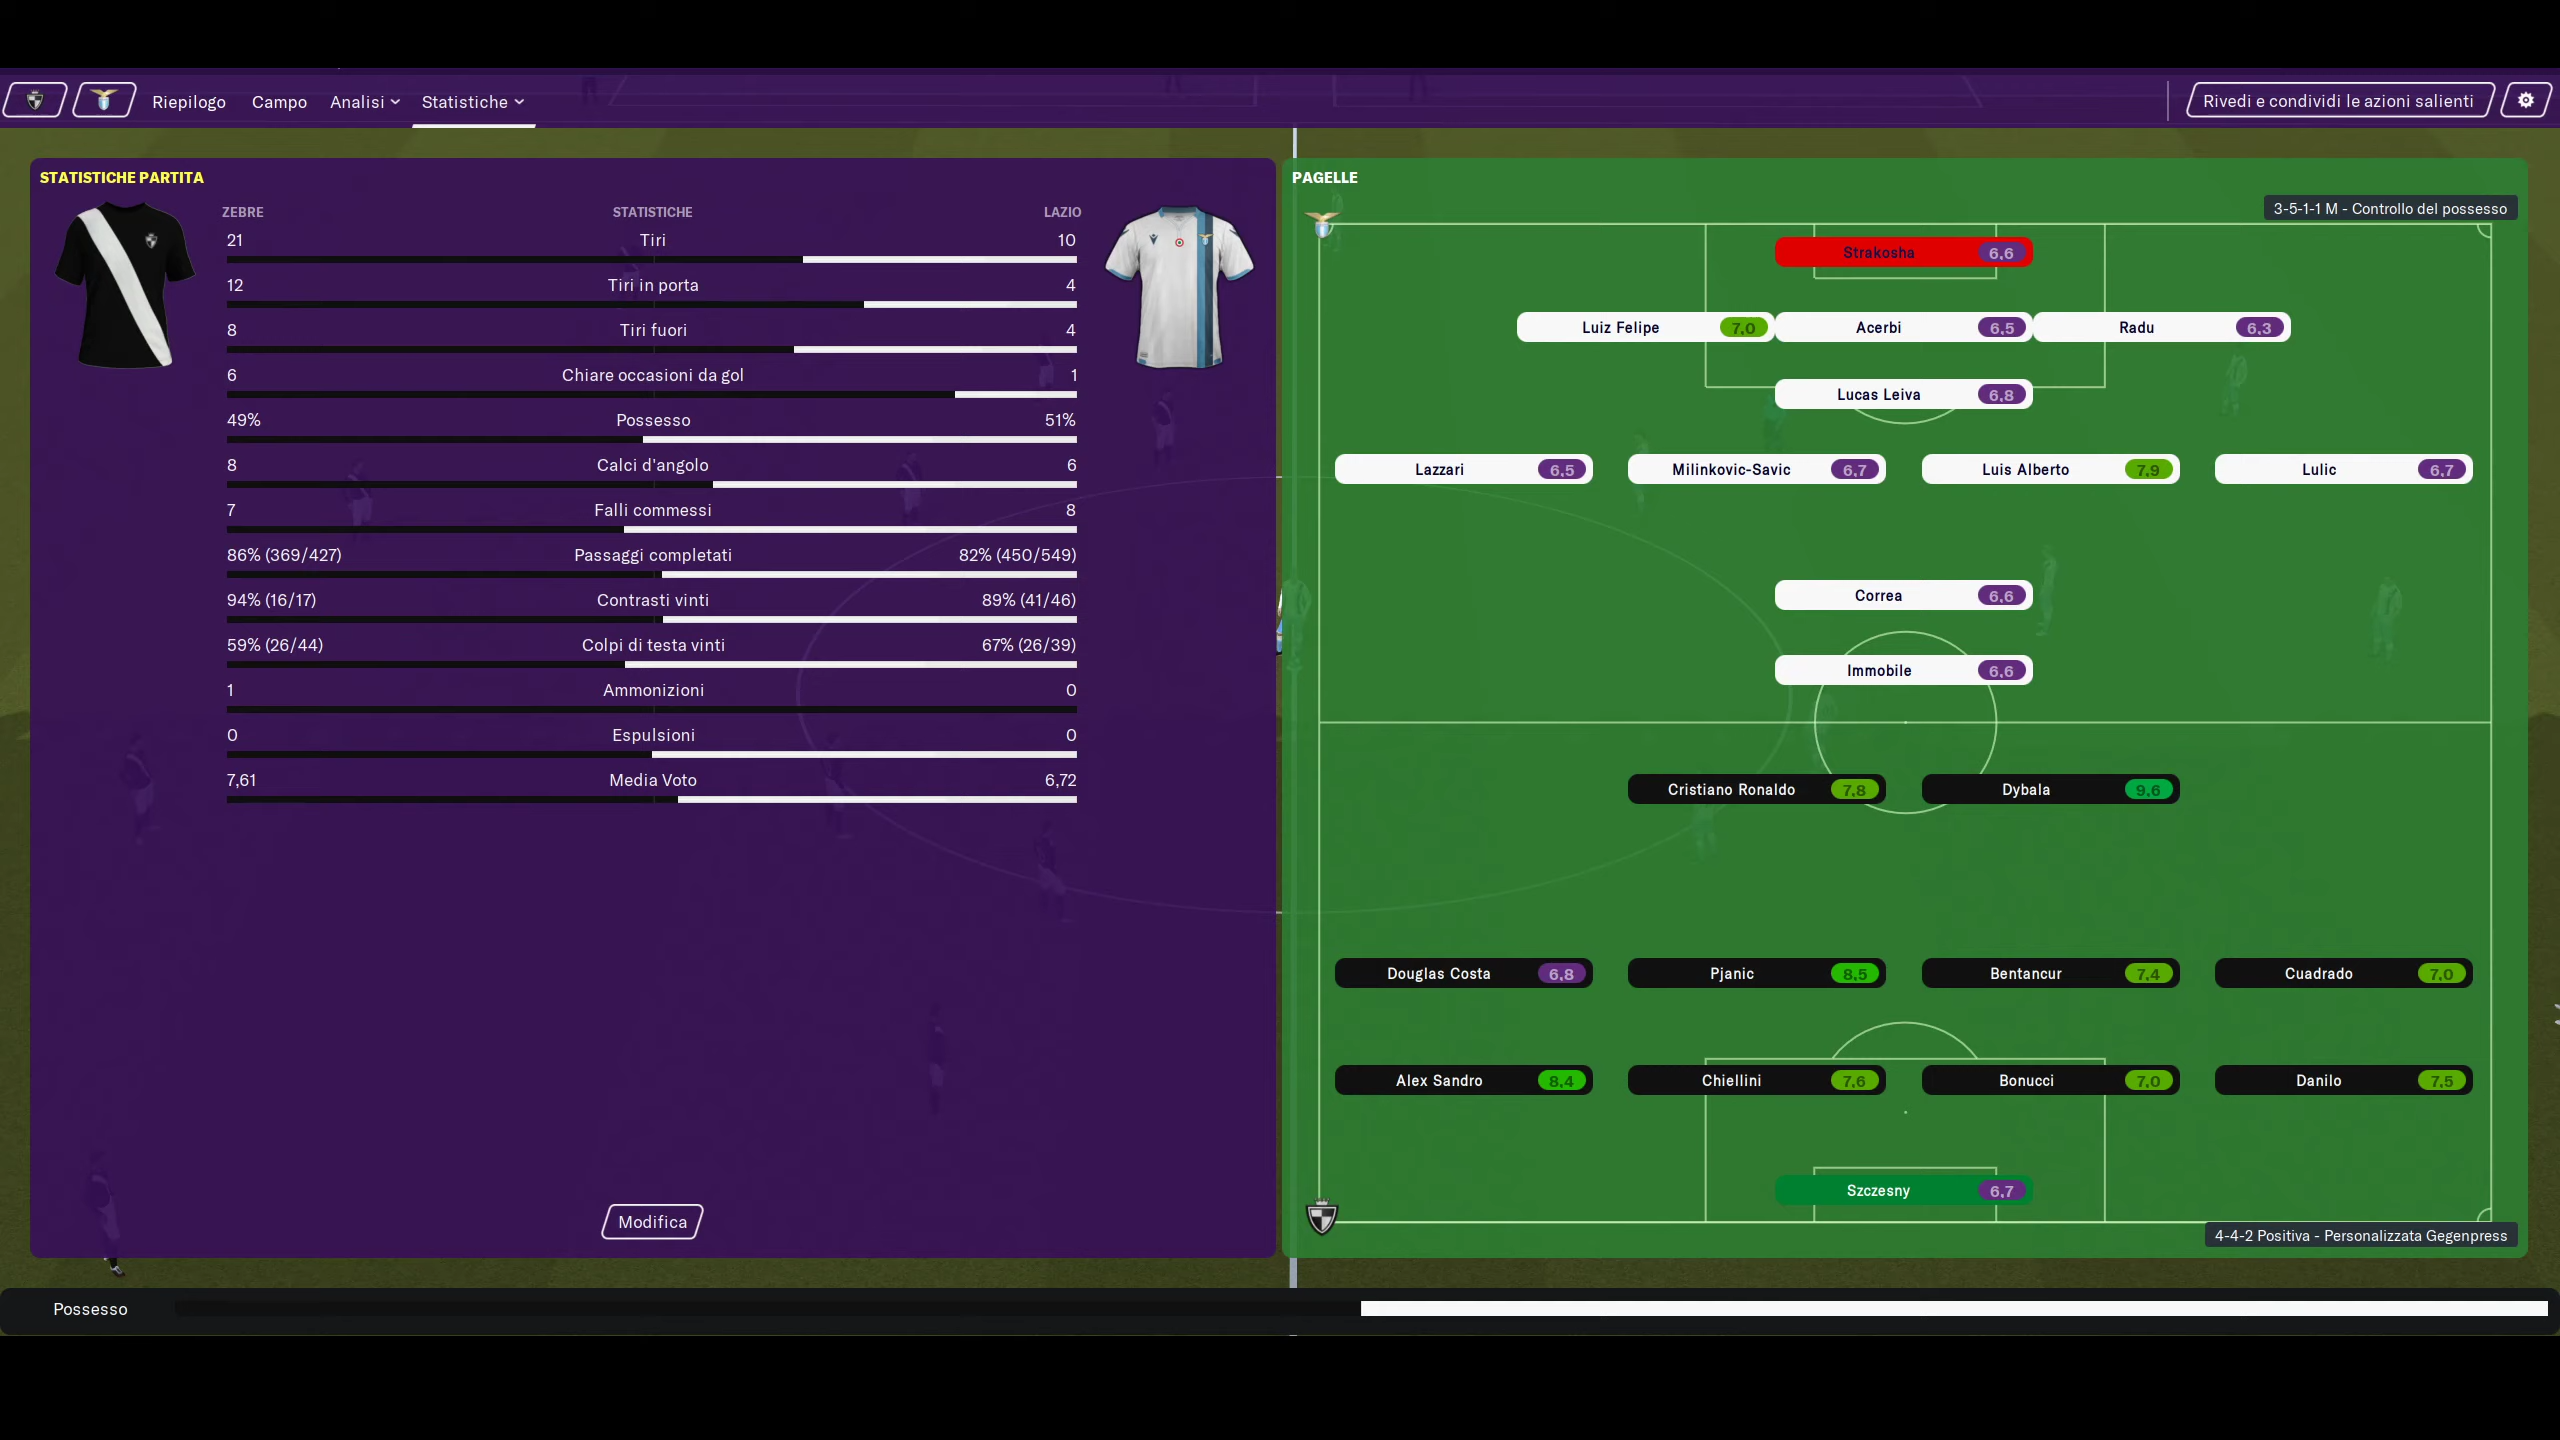 Riepilogo Campo Analisi Statistiche Rivedi e condividi le azioni salienti
STATISTICHE PARTITA
ZEBRE STATISTICHE LAZIO
21 Tiri 10
12 Tiri in porta 4
8 Tiri fuori 4
6 Chiare occasioni da gol 1
49% Possesso 51%
8 Calci d'angolo 6
7 Falli commessi 8
86% (369/427) Passaggi completati 82% (450/549)
94% (16/17) Contrasti vinti 89% (41/46)
59% (26/44) Colpi di testa vinti 67% (26/39)
1 Ammonizioni 0
0 Espulsioni 0
7,61 Media Voto 6,72
Modifica
PAGELLE
3-5-1-1 M - Controllo del possesso
Strakosha 6,6
Luiz Felipe 7,0 Acerbi 6,5 Radu 6,3
Lucas Leiva 6,8
Lazzari 6,5 Milinkovic-Savic 6,7 Luis Alberto 7,9 Lulic 6,7
Correa 6,6
Immobile 6,6
Cristiano Ronaldo 7,8 Dybala 9,6
Douglas Costa 6,8 Pjanic 8,5 Bentancur 7,4 Cuadrado 7,0
Alex Sandro 8,4 Chiellini 7,6 Bonucci 7,0 Danilo 7,5
Szczesny 6,7
4-4-2 Positiva - Personalizzata Gegenpress
Possesso